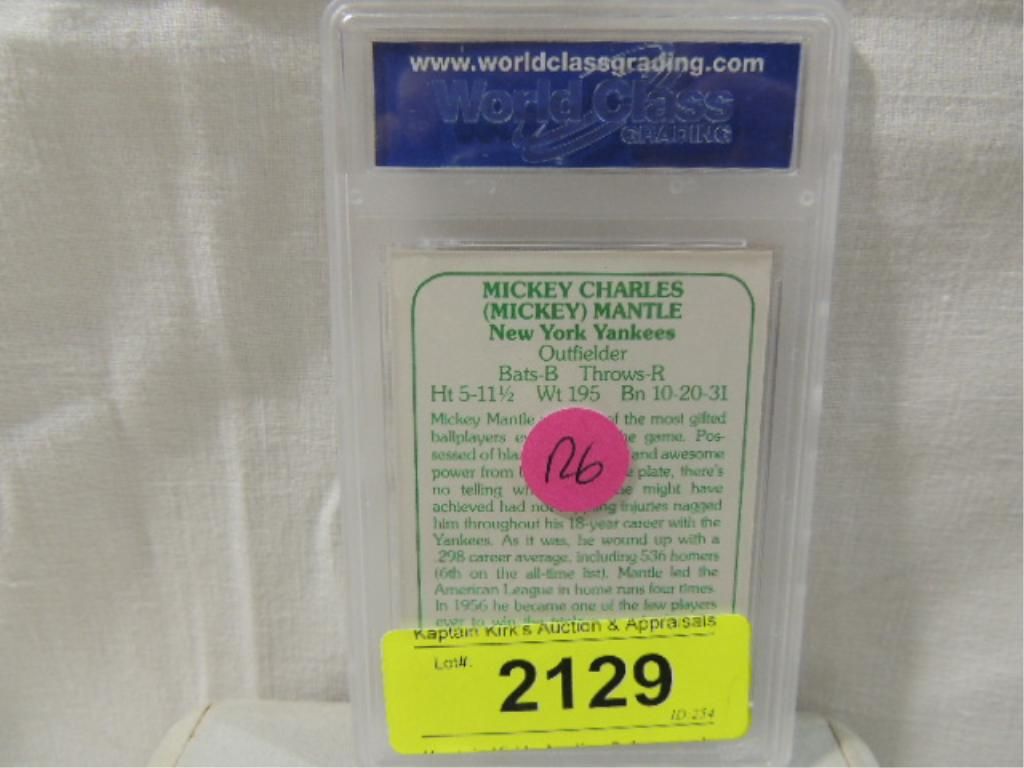 www.worldclassgrading.com
World Class
GRADING
MICKEY CHARLES
(MICKEY) MANTLE
New York Yankees
Outfielder
Bats-B Throws-R
Ht 5-11½ Wt 195 Bn 10-20-31
Mickey Mantle of the most gifted
ballplayers game. Pos-
sessed of and awesome
power from plate, there's
no telling might have
achieved had injuries nagged
him throughout his 18-year career with the
Yankees. As it was, he wound up with a
.298 career average, including 536 homers
(6th on the all-time list). Mantle led the
American League in home runs four times.
In 1956 he became one of the few players
ever to win the
R6
Kaptain Kirk's Auction & Appraisals
Lot#.
2129
ID-254